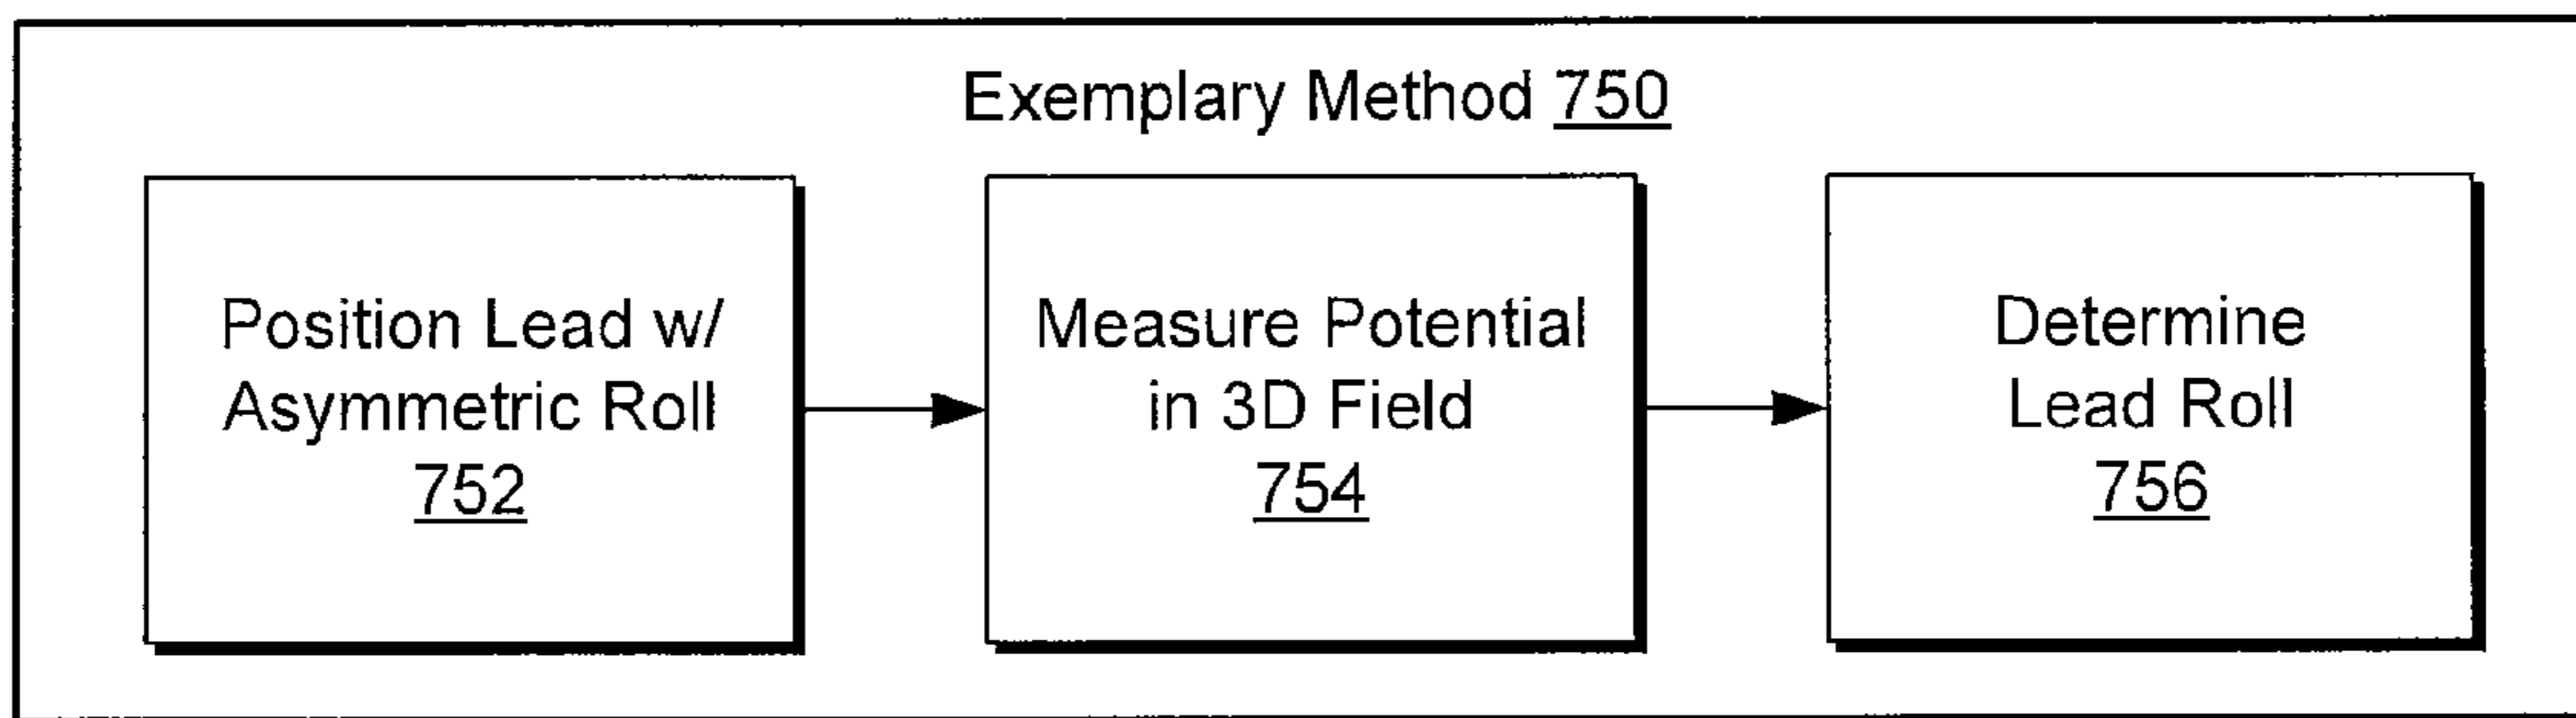 Exemplary Method 750
Position Lead w/
Asymmetric Roll
752
Measure Potential
in 3D Field
754
Determine
Lead Roll
756